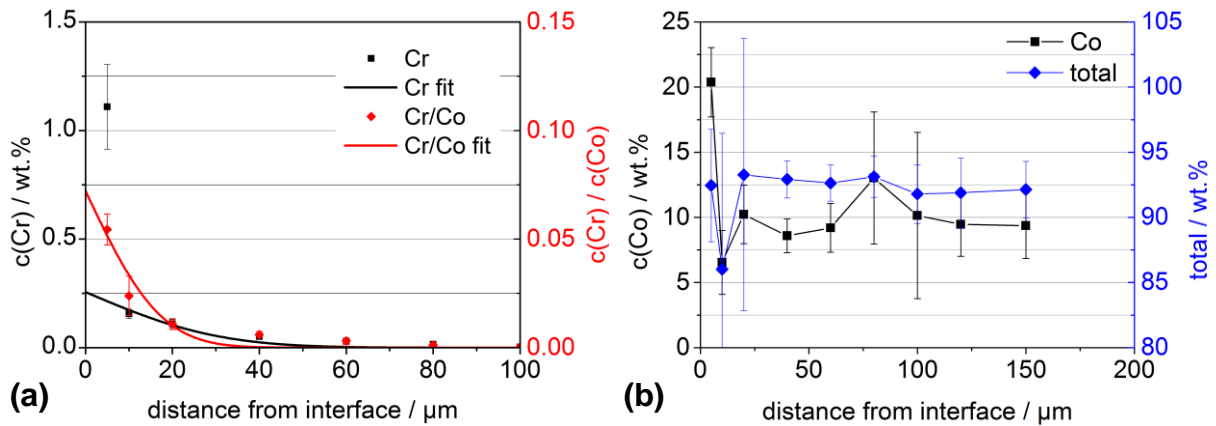 1.5
1.0
0.5
0.0
c(Cr) / wt.%
0.15
0.10
0.05
0.00
c(Cr) / c(Co)
Cr
Cr fit
Cr/Co
Cr/Co fit
0 20 40 60 80 100
distance from interface / µm
(a)
25
20
15
10
5
0
c(Co) / wt.%
105
100
95
90
85
80
total / wt.%
Co
total
0 50 100 150
distance from interface / µm
(b)